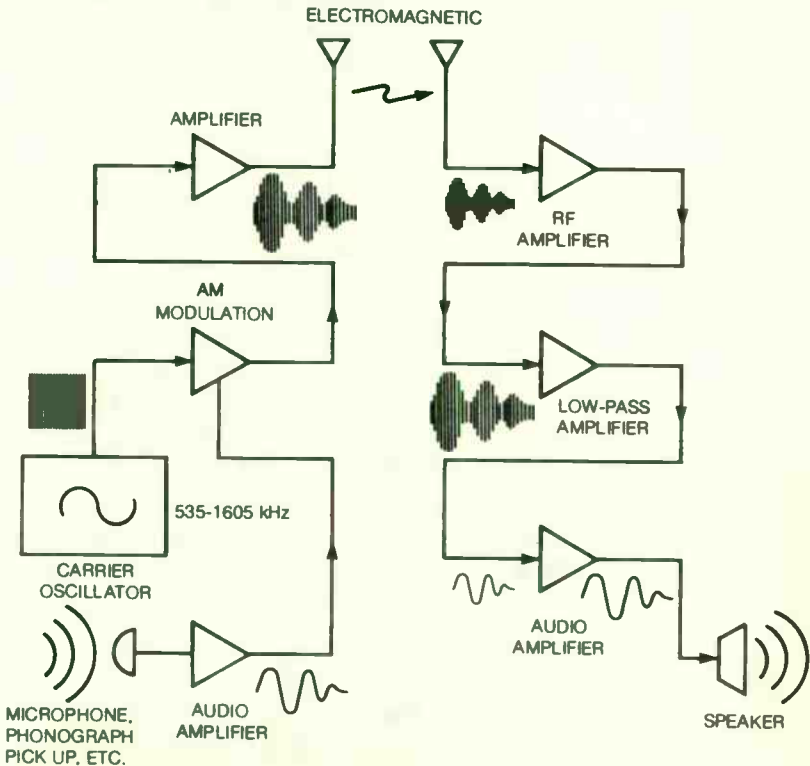 ELECTROMAGNETIC
AMPLIFIER
RF
AMPLIFIER
AM
MODULATION
LOW-PASS
AMPLIFIER
535-1605 kHz
CARRIER
OSCILLATOR
AUDIO
AMPLIFIER
MICROPHONE,
PHONOGRAPH
PICK UP, ETC.
AUDIO
AMPLIFIER
SPEAKER